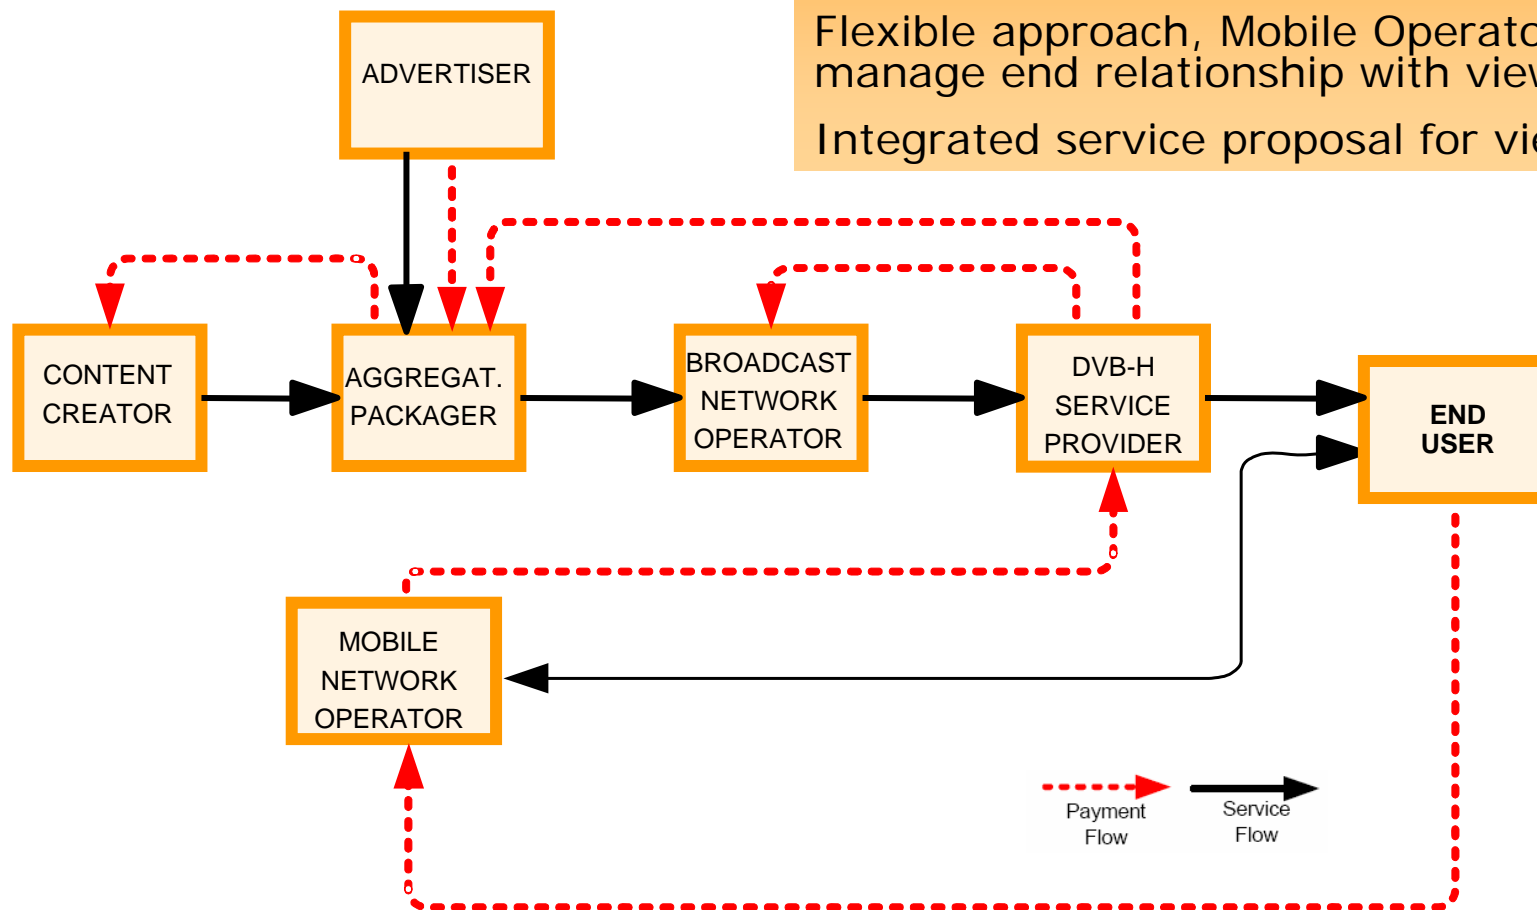 Flexible approach, Mobile Operato
manage end relationship with view
Integrated service proposal for vie
ADVERTISER
CONTENT
CREATOR
AGGREGAT.
PACKAGER
BROADCAST
NETWORK
OPERATOR
DVB-H
SERVICE
PROVIDER
END
USER
MOBILE
NETWORK
OPERATOR
Payment
Flow
Service
Flow